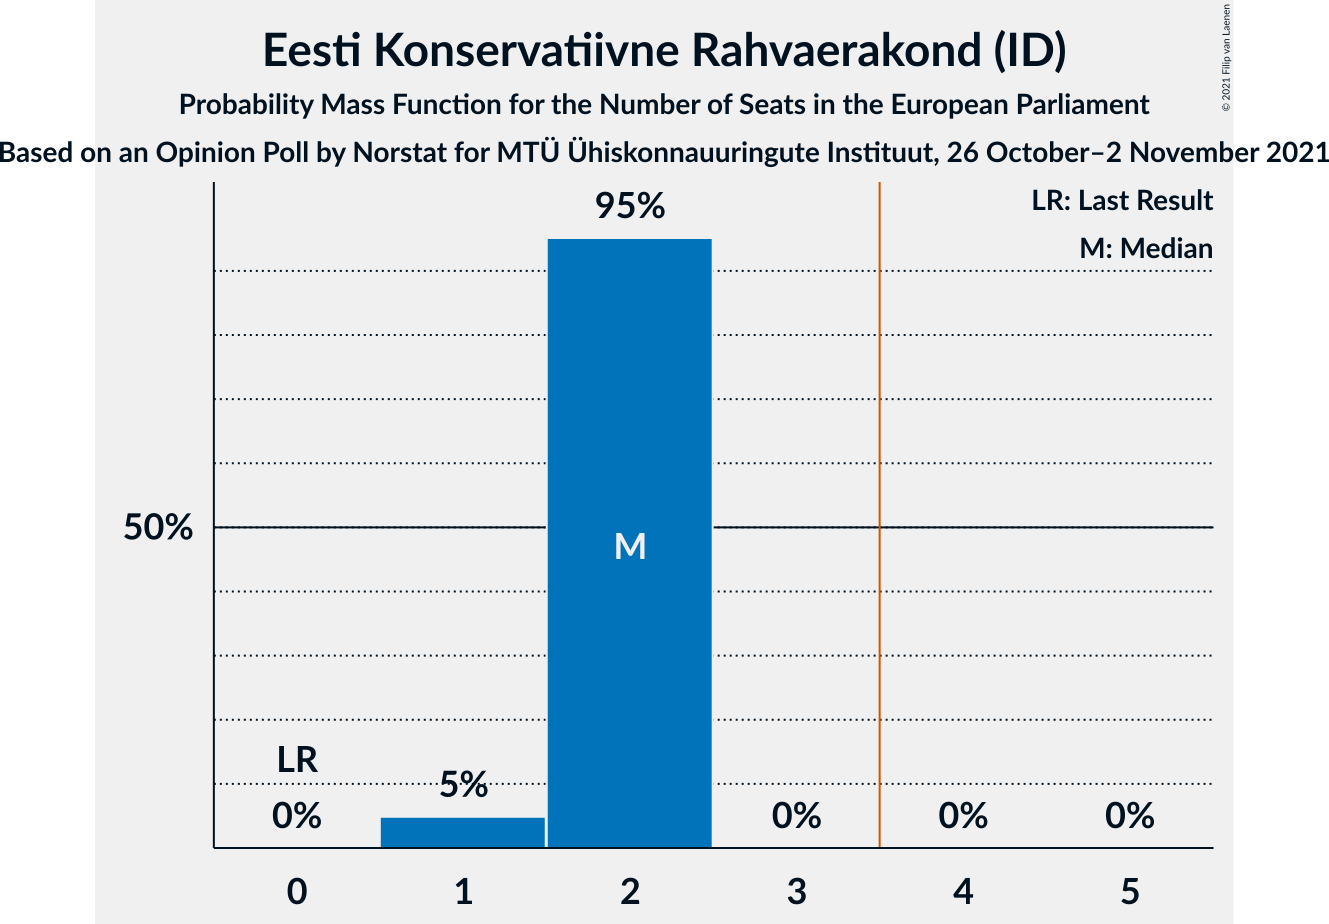 Eesti Konservatiivne Rahvaerakond (ID)
Probability Mass Function for the Number of Seats in the European Parliament
Based on an Opinion Poll by Norstat for MTÜ Ühiskonnauuringute Instituut, 26 October–2 November 2021
© 2021 Filip van Laenen
LR: Last Result
M: Median
95%
50%
M
LR
0%
5%
0%
0%
0%
0 1 2 3 4 5